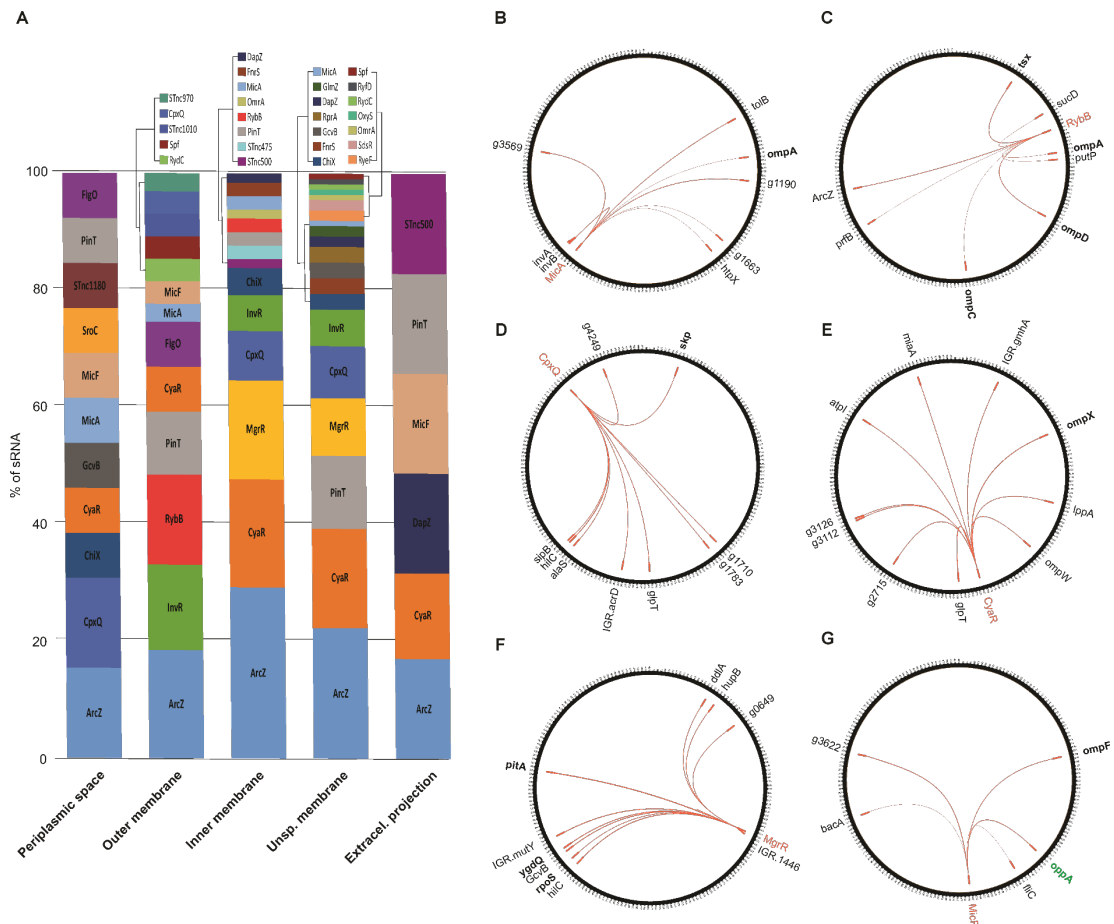 A
STnc970
CpxQ
STnc1010
Spf
RydC
DapZ
FnrS
MicA
OmrA
RybB
PinT
STnc475
STnc500
MicA
GlmZ
DapZ
RprA
GcvB
FnrS
ChiX
Spf
RyfD
RydC
OxyS
OmrA
SdsR
RyeF
% of sRNA
100
80
60
40
20
0
FlgO
PinT
STnc1180
SroC
MicF
MicA
GcvB
CyaR
ChiX
CpxQ
ArcZ
MicF
MicA
FlgO
CyaR
PinT
RybB
InvR
ArcZ
ChiX
InvR
CpxQ
MgrR
CyaR
ArcZ
InvR
CpxQ
MgrR
PinT
CyaR
ArcZ
STnc500
PinT
MicF
DapZ
CyaR
ArcZ
Periplasmic space
Outer membrane
Inner membrane
Unsp. membrane
Extracel. projection
B
g3569
tolB
ompA
g1190
g1663
htpX
invA
invB
MicA
C
tsx
sucD
RybB
ompA
putP
ompD
ompC
prfB
ArcZ
D
CpxQ
g4249
skp
g1710
g1783
glpT
IGR.acrD
alaS
hilC
sipB
E
miaA
IGR.gmhA
ompX
lppA
ompW
CyaR
glpT
g2715
g3112
g3126
atpI
F
ddlA
hupB
g0649
pitA
MgrR
IGR.1446
IGR.mutY
ygdQ
GcvB
rpoS
hilC
G
g3622
ompF
bacA
oppA
fliC